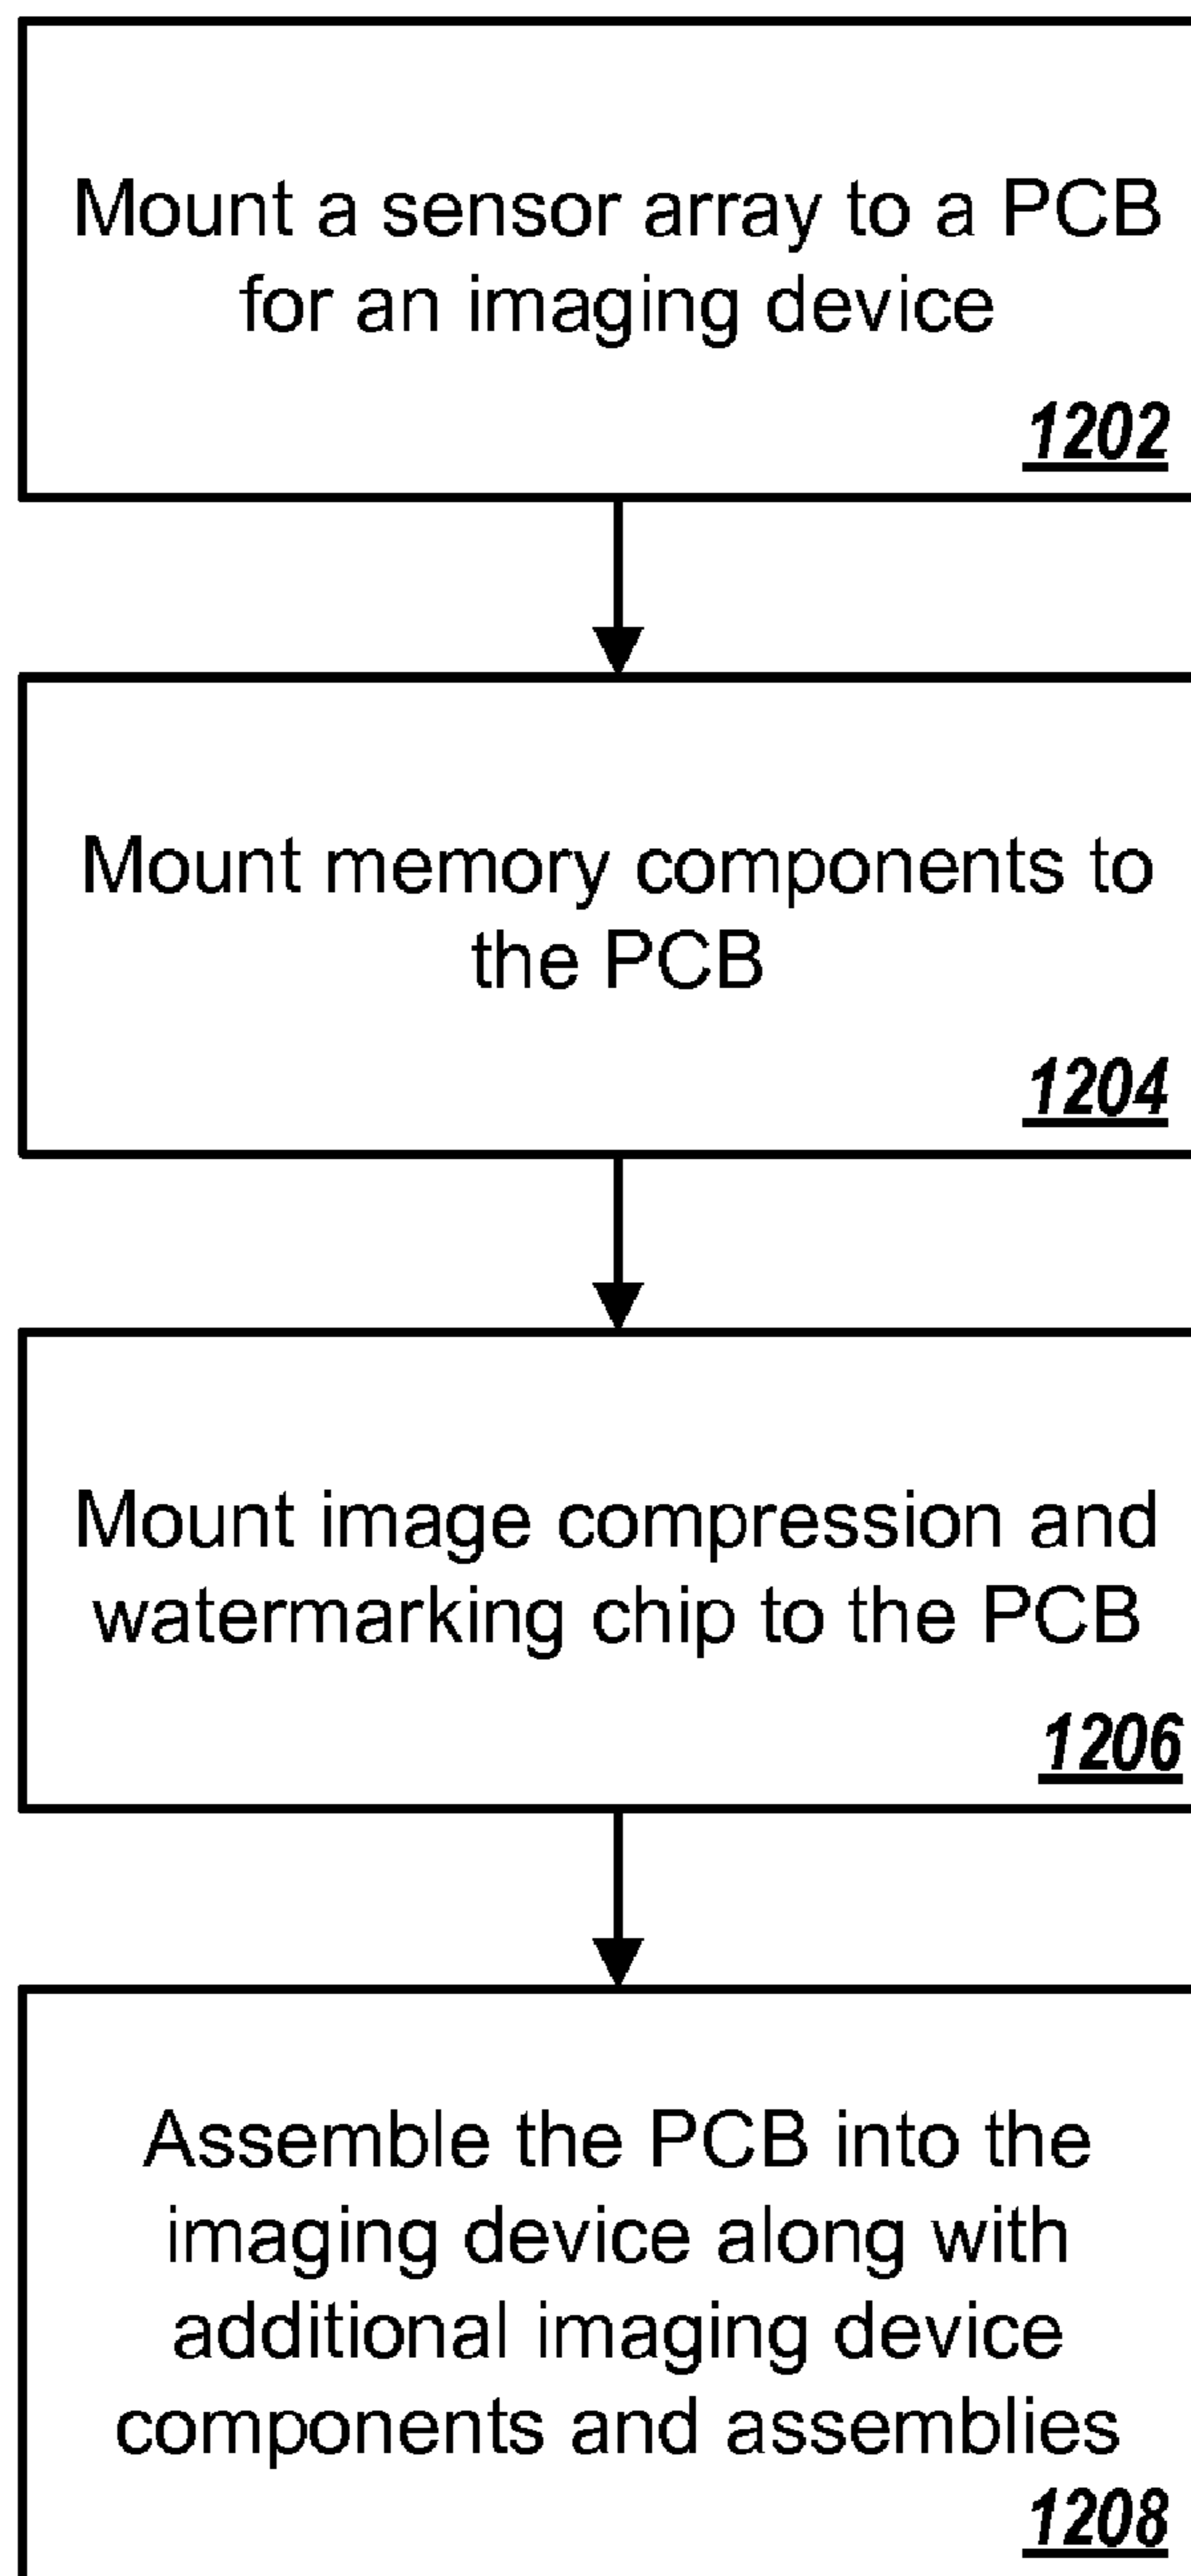 Mount a sensor array to a PCB
for an imaging device
1202
Mount memory components to
the PCB
1204
Mount image compression and
watermarking chip to the PCB
1206
Assemble the PCB into the
imaging device along with
additional imaging device
components and assemblies
1208